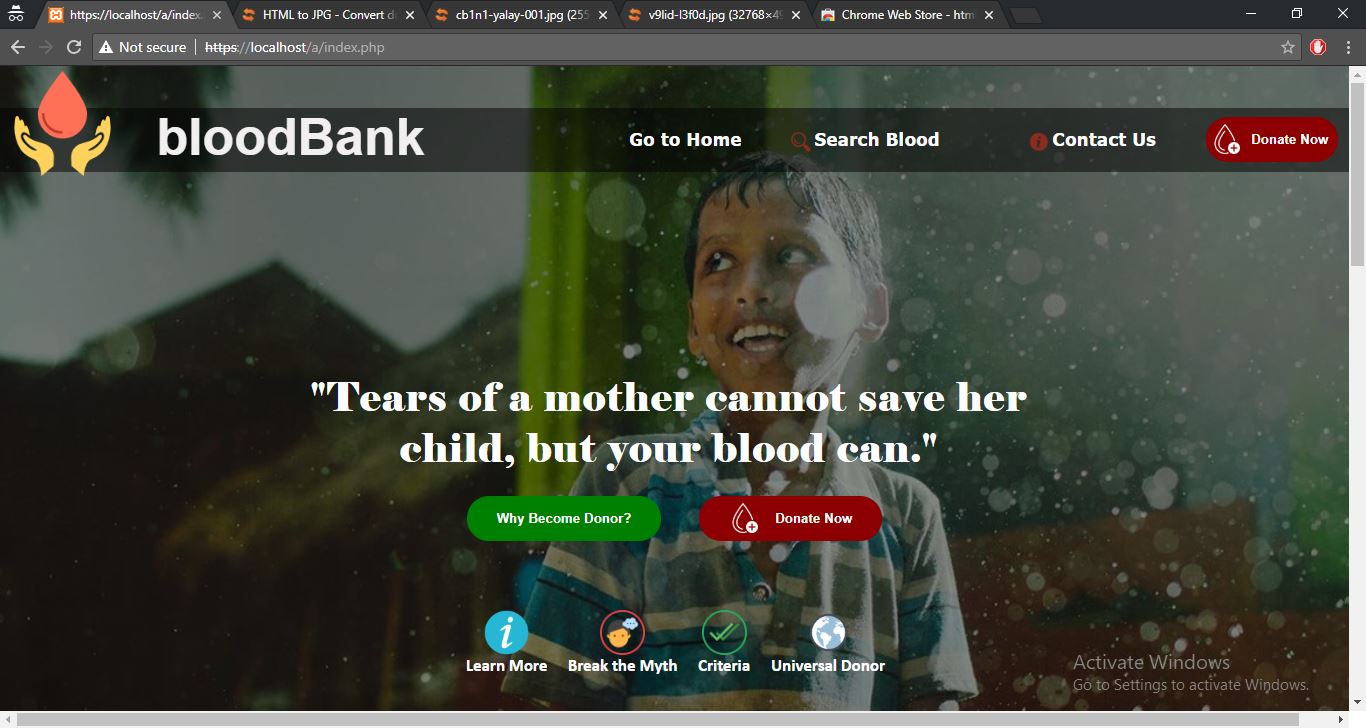 https://localhost/a/index.
HTML to JPG - Convert d
cb1n1-yalay-001.jpg (255
v9lid-l3f0d.jpg (32768×49
Chrome Web Store - htm
Not secure | https://localhost/a/index.php
bloodBank
Go to Home
Search Blood
Contact Us
Donate Now
"Tears of a mother cannot save her
child, but your blood can."
Why Become Donor?
Donate Now
Learn More
Break the Myth
Criteria
Universal Donor
Activate Windows
Go to Settings to activate Windows.